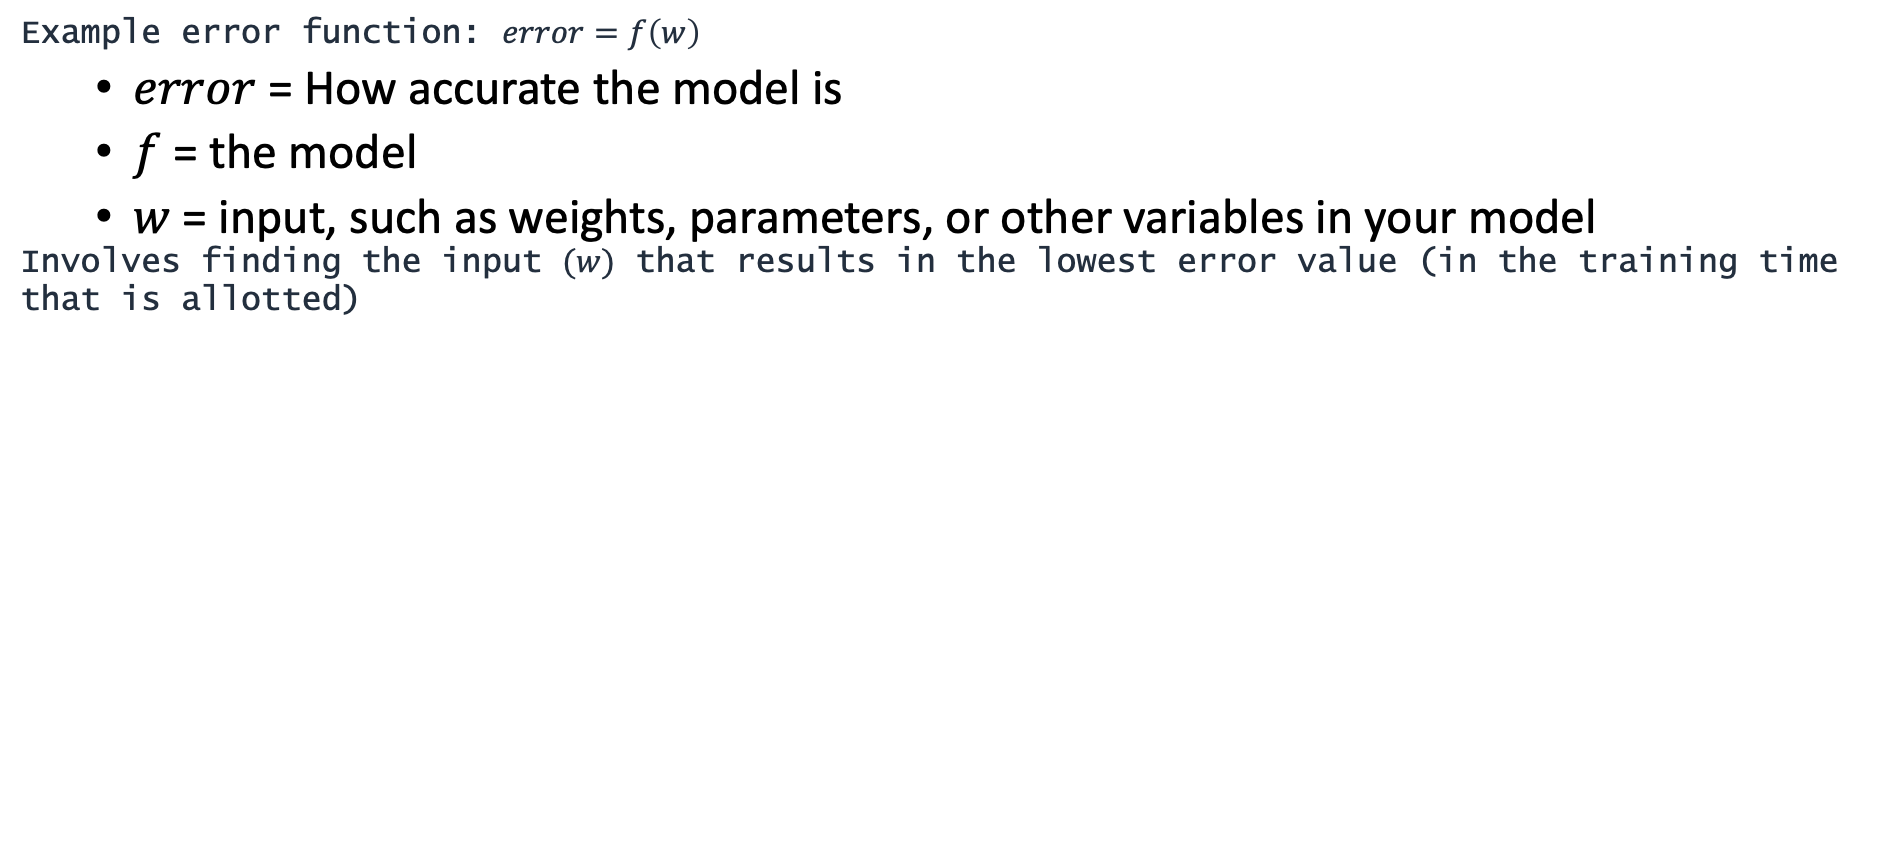 Example error function: error = f(w)
• error = How accurate the model is
• f = the model
• w = input, such as weights, parameters, or other variables in your model
Involves finding the input (w) that results in the lowest error value (in the training time
that is allotted)